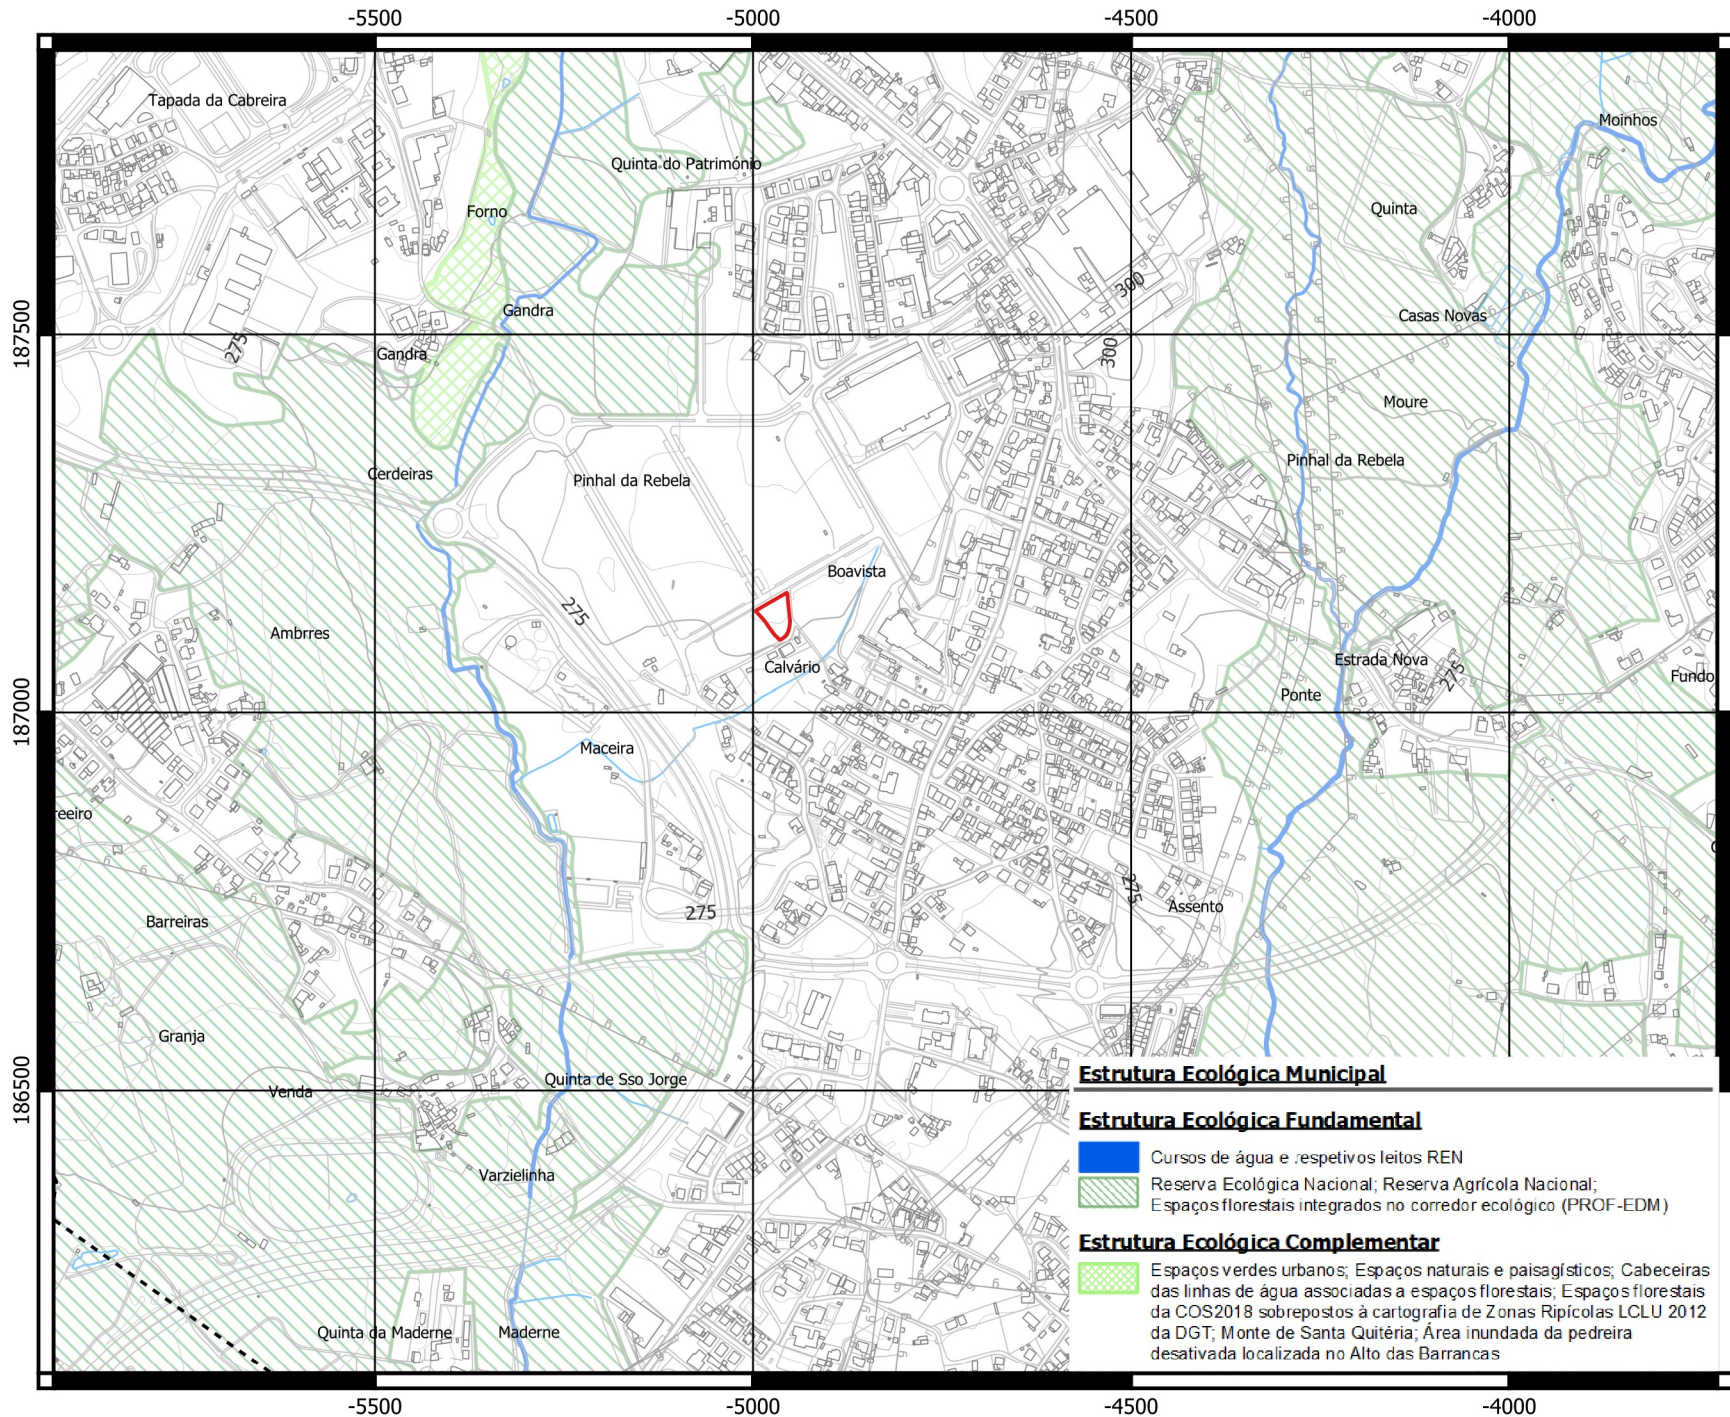 -5500 -5000 -4500 -4000
Tapada da Cabreira
Moinhos
Quinta do Património
Forno
Quinta
300
Gandra
Casas Novas
187500
275
Gandra
300
Moure
Cerdeiras
Pinhal da Rebela
Pinhal da Rebela
Boavista
275
Ambrres
Calvário
Estrada Nova
275
Fundo
Ponte
187000
Maceira
reeiro
275
Assento
Barreiras
275
Granja
Quinta de Sso Jorge
Venda
186500
Varzielinha
Quinta da Maderne
Maderne
Estrutura Ecológica Municipal
Estrutura Ecológica Fundamental
Cursos de água e respetivos leitos REN
Reserva Ecológica Nacional; Reserva Agrícola Nacional;
Espaços florestais integrados no corredor ecológico (PROF-EDM)
Estrutura Ecológica Complementar
Espaços verdes urbanos; Espaços naturais e paisagísticos; Cabeceiras
das linhas de água associadas a espaços florestais; Espaços florestais
da COS2018 sobrepostos à cartografia de Zonas Ripícolas LCLU 2012
da DGT; Monte de Santa Quitéria; Área inundada da pedreira
desativada localizada no Alto das Barrancas
-5500 -5000 -4500 -4000